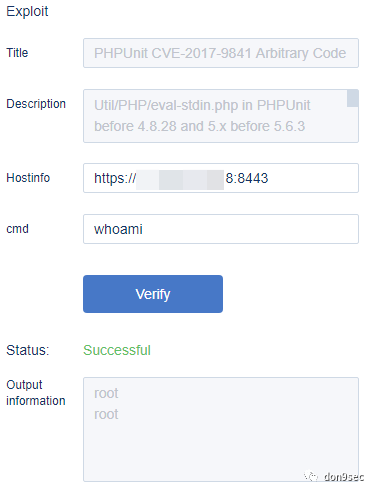 Exploit
Title PHPUnit CVE-2017-9841 Arbitrary Code
Description Util/PHP/eval-stdin.php in PHPUnit
before 4.8.28 and 5.x before 5.6.3
Hostinfo https:// 8:8443
cmd whoami
Verify
Status: Successful
Output
information
root
root
don9sec